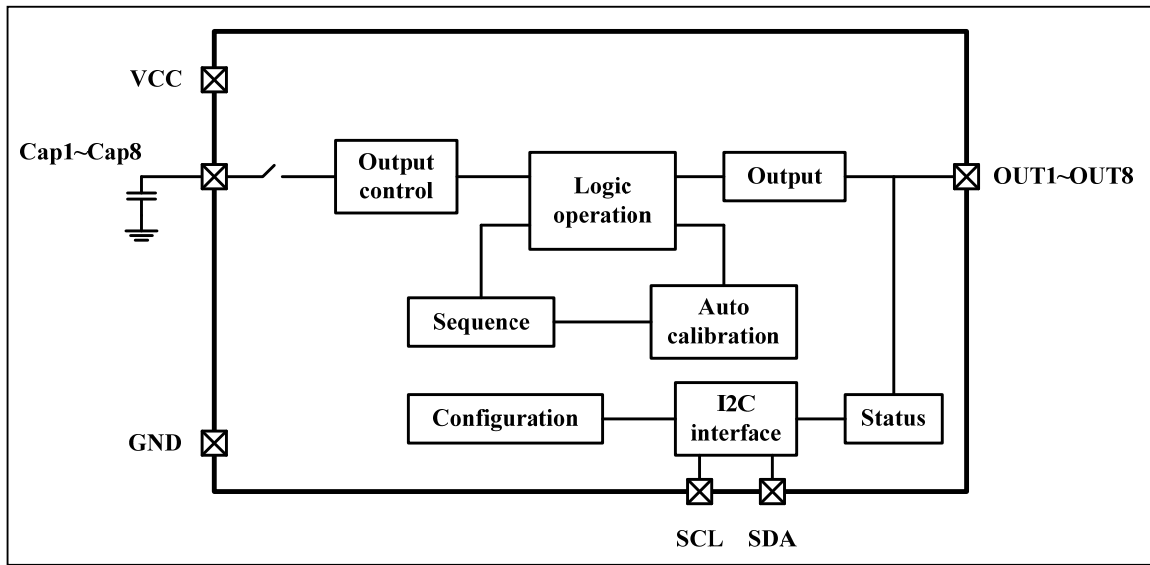 VCC
Cap1~Cap8
Output
control
Logic
operation
Output
OUT1~OUT8
Sequence
Auto
calibration
Configuration
I2C
interface
Status
GND
SCL
SDA